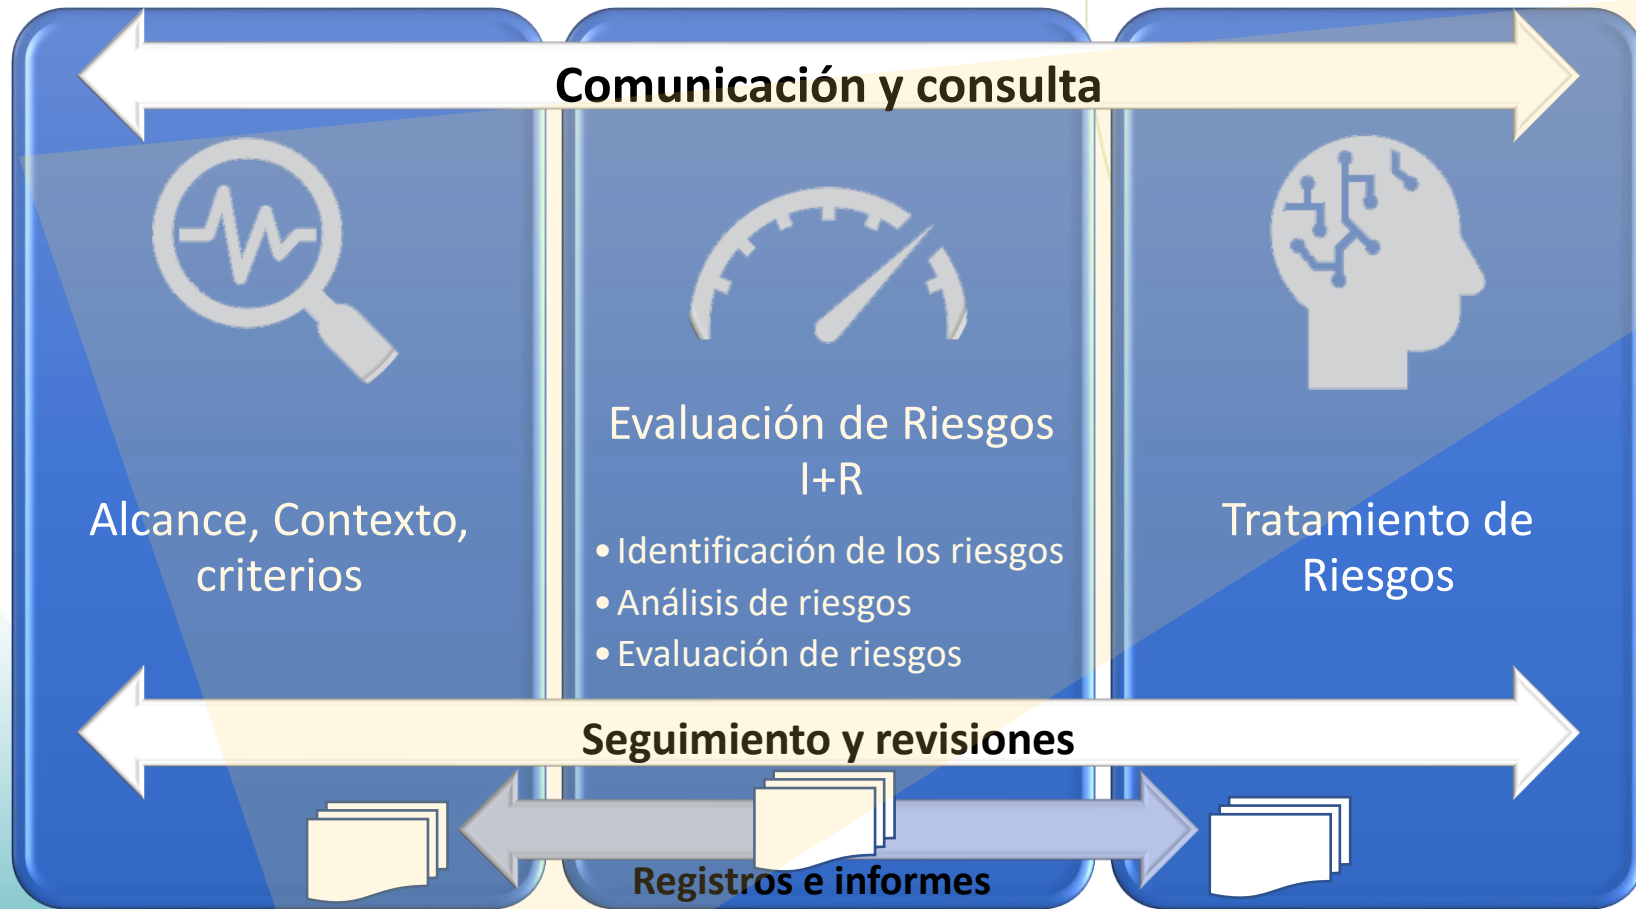 Comunicación y consulta
Alcance, Contexto,
criterios
Evaluación de Riesgos
I+R
• Identificación de los riesgos
• Análisis de riesgos
• Evaluación de riesgos
Tratamiento de
Riesgos
Seguimiento y revisiones
Registros e informes